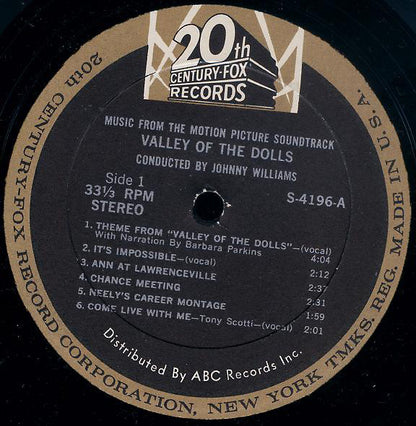 20th
CENTURY-FOX
RECORDS
MUSIC FROM THE MOTION PICTURE SOUNDTRACK
VALLEY OF THE DOLLS
CONDUCTED BY JOHNNY WILLIAMS
Side 1
33⅓ RPM
STEREO
S-4196-A
1. THEME FROM "VALLEY OF THE DOLLS"—(vocal)
With Narration By Barbara Parkins 4:04
2. IT'S IMPOSSIBLE—(vocal) 2:12
3. ANN AT LAWRENCEVILLE 2:37
4. CHANCE MEETING 2:31
5. NEELY'S CAREER MONTAGE 1:59
6. COME LIVE WITH ME—Tony Scotti—(vocal) 2:01
Distributed By ABC Records Inc.
20th CENTURY-FOX RECORD CORPORATION, NEW YORK TMKS. REG. MADE IN U.S.A.